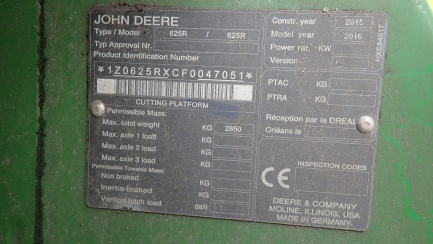 JOHN DEERE
Type / Model 625R / 625R
Typ Approval Nr.
Product Identification Number
*1Z0625RXCF0047051*
CUTTING PLATFORM
Permissible Mass:
Max. total weight KG 2850
Max. axle 1 load KG
Max. axle 2 load KG
Max. axle 3 load KG
Permissible Towable Mass:
Non braked KG
Inertia-braked KG
Vertical hitch load daN
Constr. year 2015
Model year 2016
Power rat. KW
Version
PTAC KG
PTRA KG
Réception par la DREAL
Orléans le
INSPECTION CODES
CE
DEERE & COMPANY
MOLINE, ILLINOIS, USA
MADE IN GERMANY